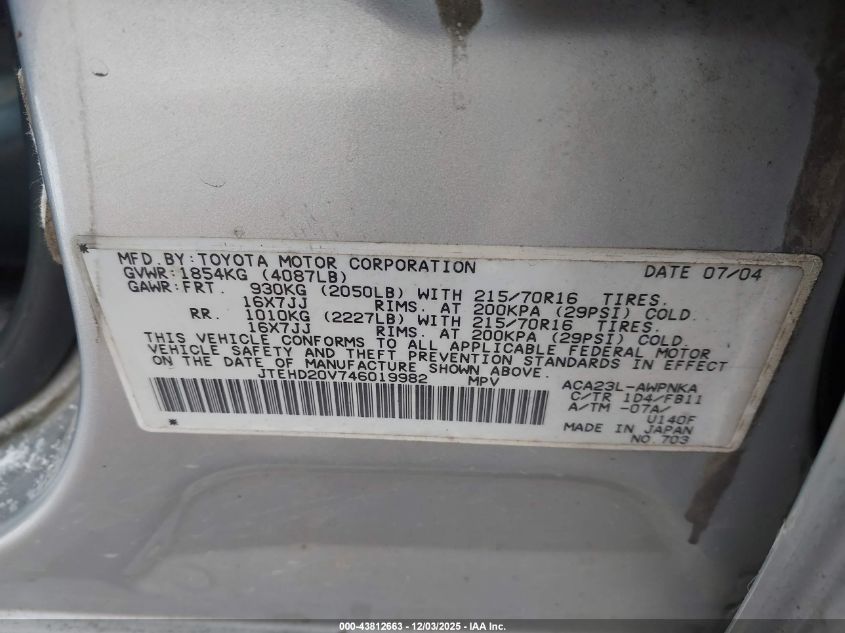 MFD.BY:TOYOTA MOTOR CORPORATION DATE 07/04
GVWR:1854KG (4087LB)
GAWR:FRT. 930KG (2050LB) WITH 215/70R16 TIRES.
16X7JJ RIMS. AT 200KPA (29PSI) COLD.
RR. 1010KG (2227LB) WITH 215/70R16 TIRES.
16X7JJ RIMS. AT 200KPA (29PSI) COLD.
THIS VEHICLE CONFORMS TO ALL APPLICABLE FEDERAL MOTOR
VEHICLE SAFETY AND THEFT PREVENTION STANDARDS IN EFFECT
ON THE DATE OF MANUFACTURE SHOWN ABOVE.
JTEHD20V746019982 MPV
ACA23L-AWPNKA
C/TR 1D4/FB11
A/TM -07A/
U140F
MADE IN JAPAN
NO.703
000-43812663 - 12/03/2025 - IAA Inc.